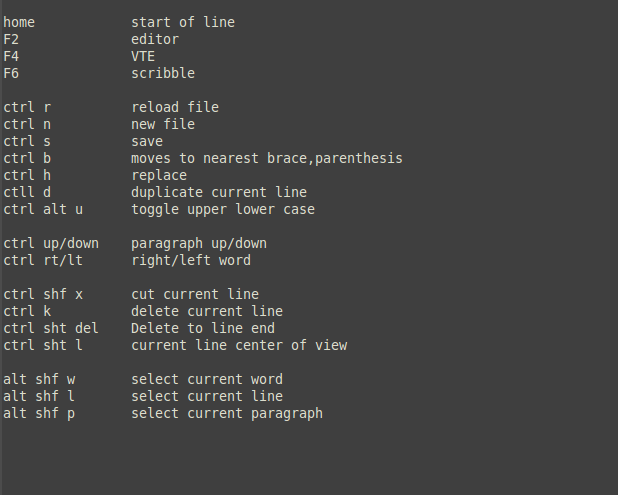 home            start of line
F2              editor
F4              VTE
F6              scribble

ctrl r          reload file
ctrl n          new file
ctrl s          save
ctrl b          moves to nearest brace,parenthesis
ctrl h          replace
ctll d          duplicate current line
ctrl alt u      toggle upper lower case

ctrl up/down    paragraph up/down
ctrl rt/lt      right/left word

ctrl shf x      cut current line
ctrl k          delete current line
ctrl sht del    Delete to line end
ctrl sht l      current line center of view

alt shf w       select current word
alt shf l       select current line
alt shf p       select current paragraph